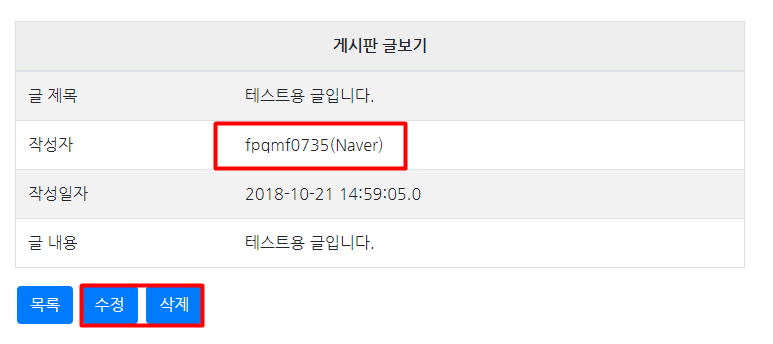 게시판 글보기
글 제목 테스트용 글입니다.
작성자 fpqmf0735(Naver)
작성일자 2018-10-21 14:59:05.0
글 내용 테스트용 글입니다.
목록 수정 삭제